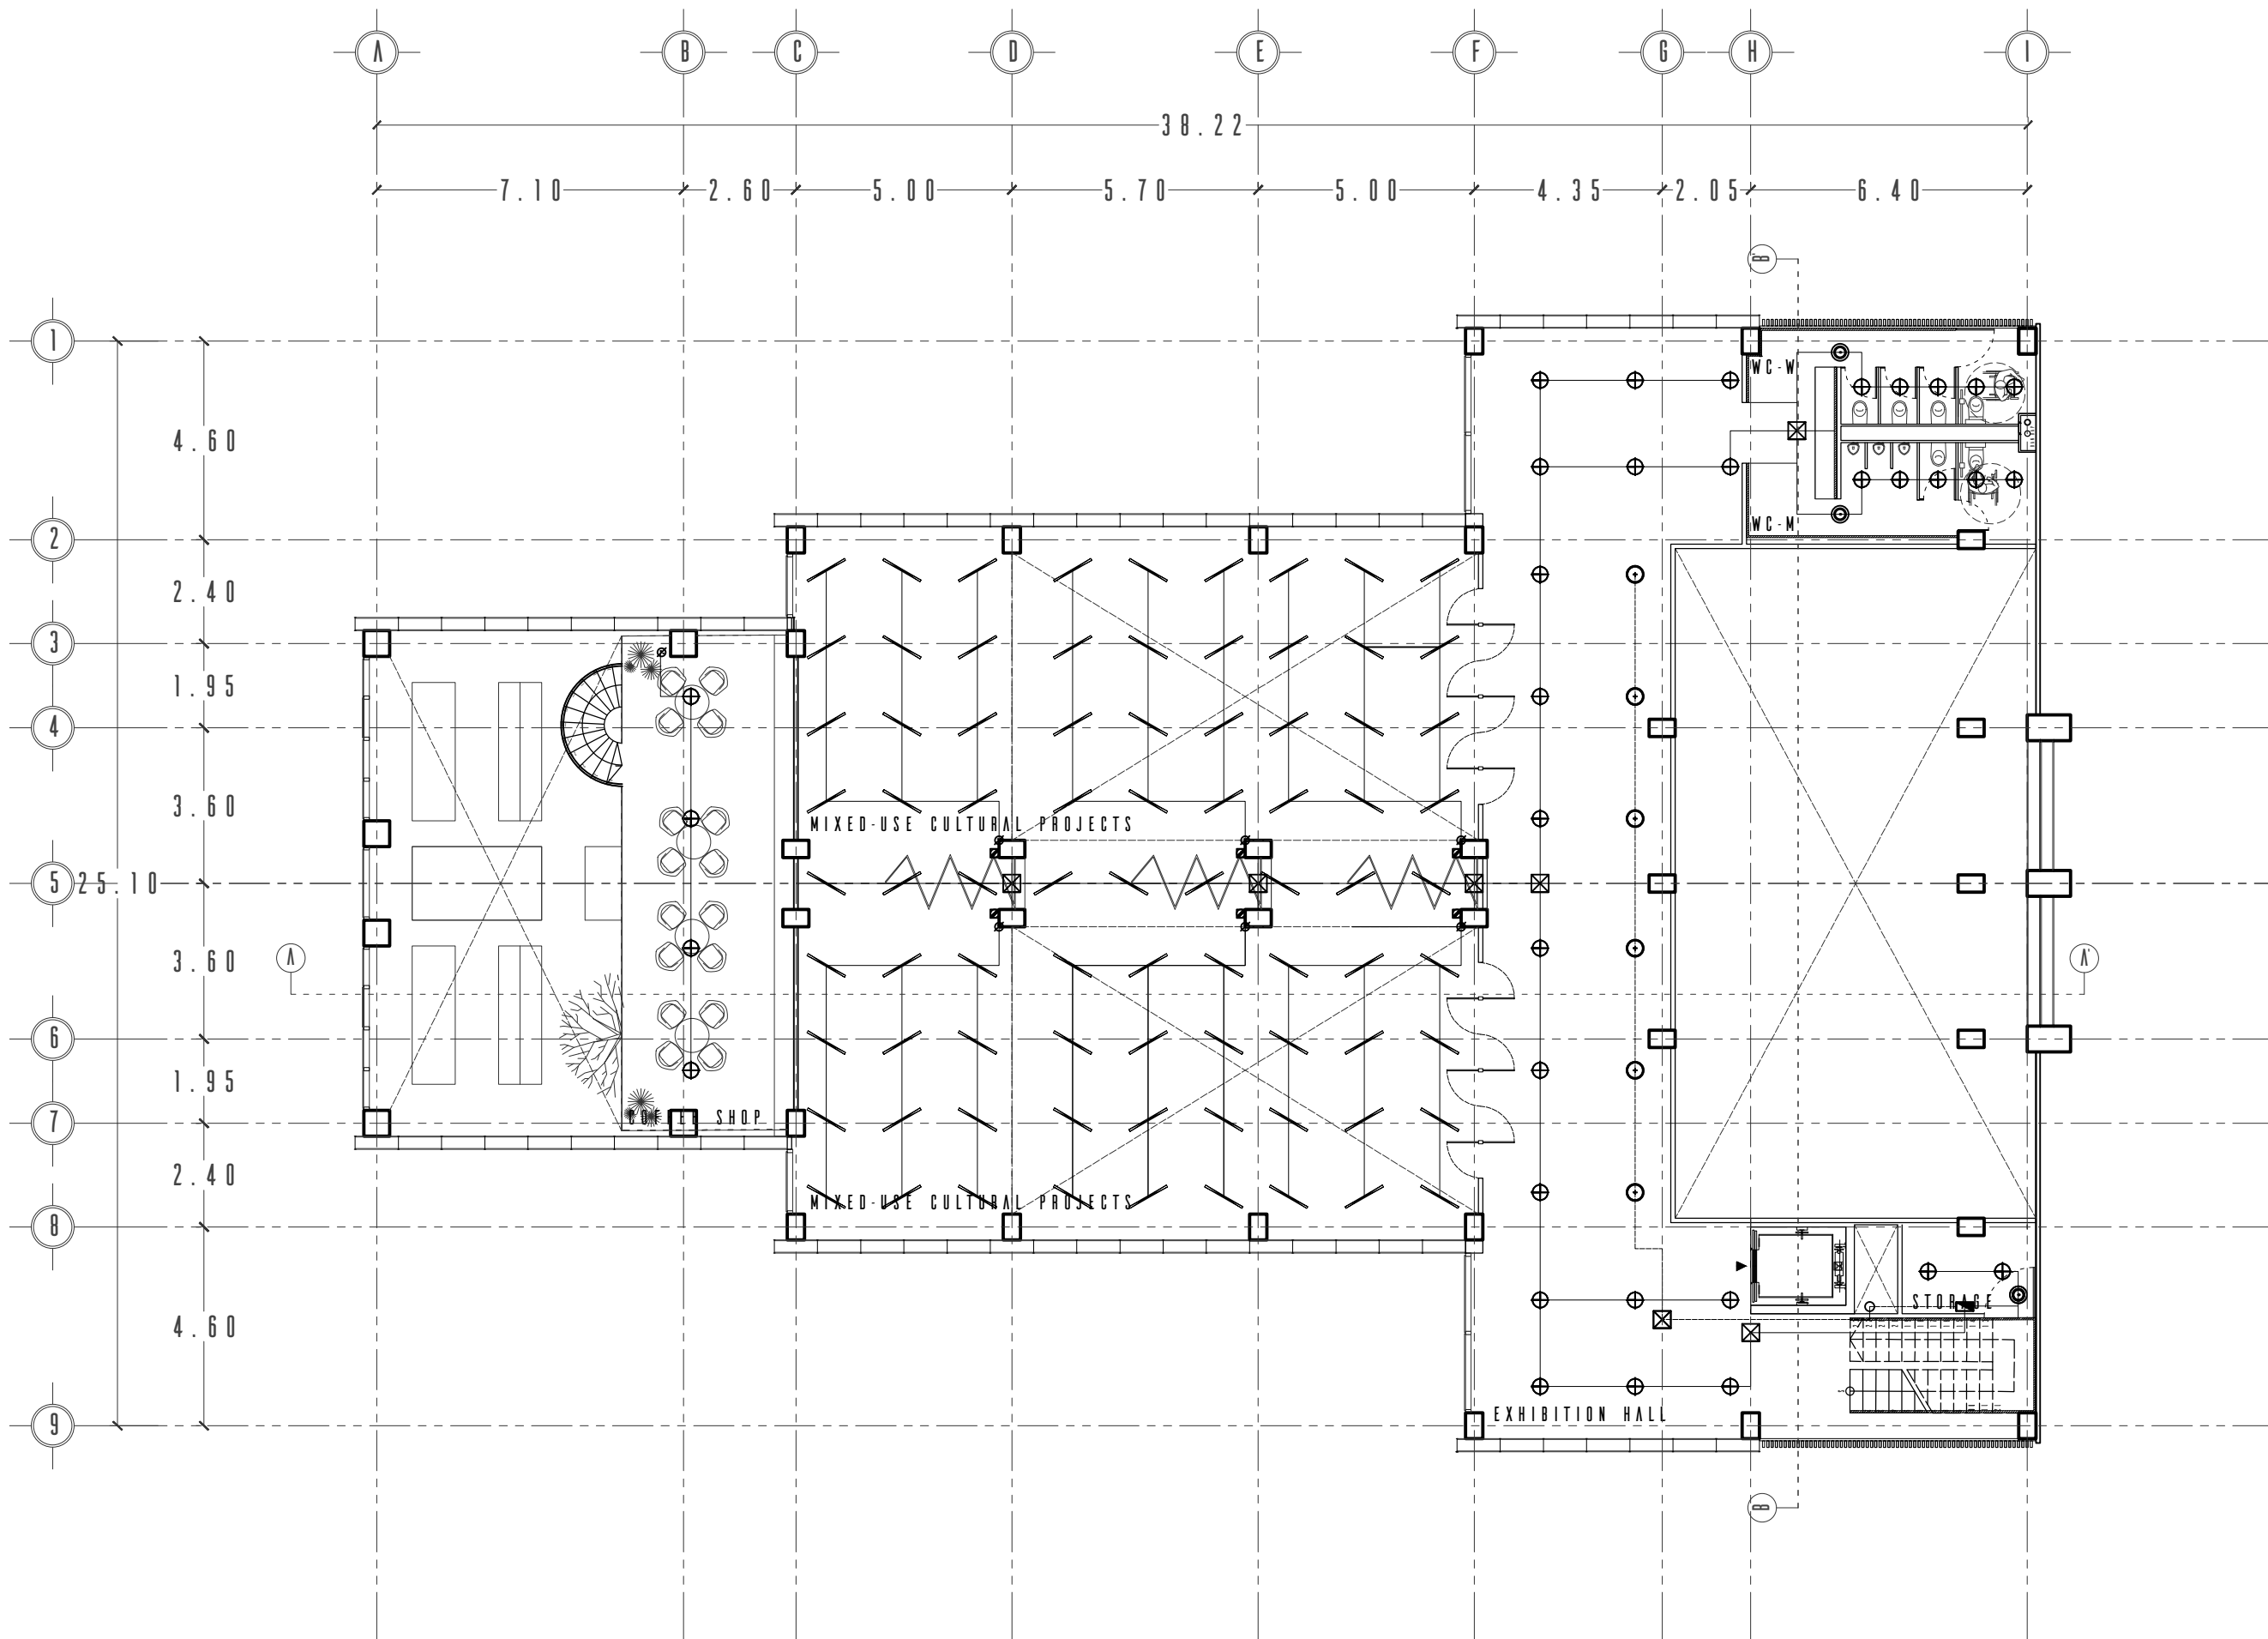 A B C D E F G H I
38.22
7.10 2.60 5.00 5.70 5.00 4.35 2.05 6.40
B
1
WC-W
4.60
WC-M
2
2.40
3
1.95
4
3.60
MIXED-USE CULTURAL PROJECTS
5 25.10
3.60
A A'
6
1.95
7
COFFEE SHOP
2.40
MIXED-USE CULTURAL PROJECTS
8
STORAGE
4.60
EXHIBITION HALL
9
B